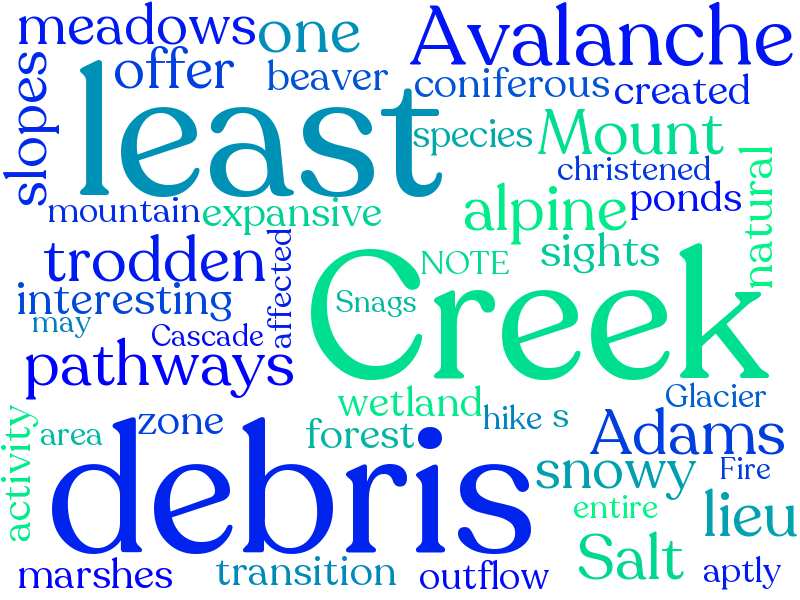 meadows
one
Avalanche
offer
beaver
coniferous
created
slopes
least
species
Mount
christened
natural
mountain
expansive
alpine
ponds
trodden
affected
NOTE
sights
interesting
Snags
Creek
may
Cascade
pathways
wetland
Glacier
activity
area
zone
forest
hike
s
Adams
debris
snowy
Fire
entire
lieu
marshes
transition
outflow
Salt
aptly